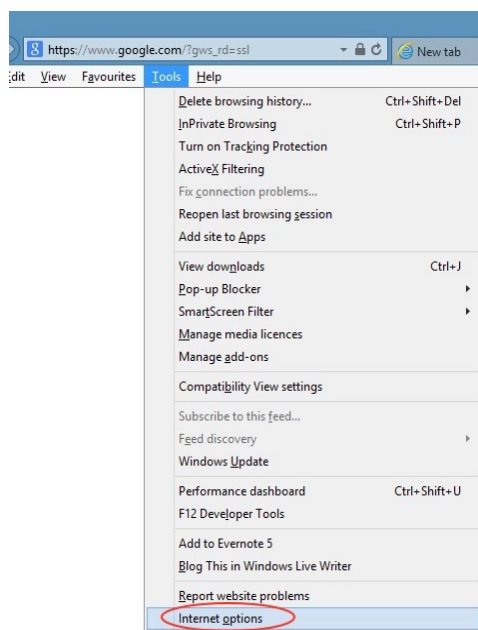 https://www.google.com/?gws_rd=ssl New tab
View Favourites Tools Help
Delete browsing history... Ctrl+Shift+Del
InPrivate Browsing Ctrl+Shift+P
Turn on Tracking Protection
ActiveX Filtering
Fix connection problems...
Reopen last browsing session
Add site to Apps
View downloads Ctrl+J
Pop-up Blocker
SmartScreen Filter
Manage media licences
Manage add-ons
Compatibility View settings
Subscribe to this feed...
Feed discovery
Windows Update
Performance dashboard Ctrl+Shift+U
F12 Developer Tools
Add to Evernote 5
Blog This in Windows Live Writer
Report website problems
Internet options